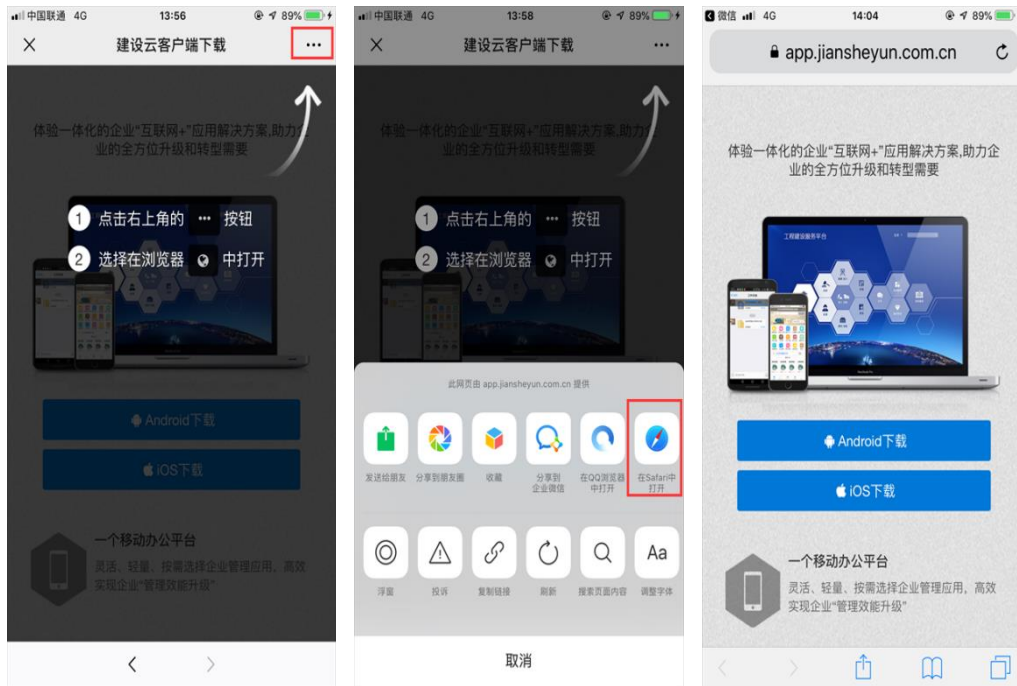 中国联通 4G 13:56 89%
建设云客户端下载
体验一体化的企业“互联网+”应用解决方案,助力企
业的全方位升级和转型需要
1 点击右上角的 ••• 按钮
2 选择在浏览器 中打开
Android下载
iOS下载
一个移动办公平台
灵活、轻量、按需选择企业管理应用，高效
实现企业“管理效能升级”
中国联通 4G 13:58 89%
建设云客户端下载
体验一体化的企业“互联网+”应用解决方案,助力
业的全方位升级和转型需要
1 点击右上角的 ••• 按钮
2 选择在浏览器 中打开
此网页由 app.jiansheyun.com.cn 提供
发送给朋友
分享到朋友圈
收藏
分享到
企业微信
在QQ浏览器
中打开
在Safari中
打开
Aa
浮窗
投诉
复制链接
刷新
搜索页面内容
调整字体
取消
微信 4G 14:04 89%
app.jiansheyun.com.cn
体验一体化的企业“互联网+”应用解决方案,助力企
业的全方位升级和转型需要
工程建设服务平台
Android下载
iOS下载
一个移动办公平台
灵活、轻量、按需选择企业管理应用，高效
实现企业“管理效能升级”